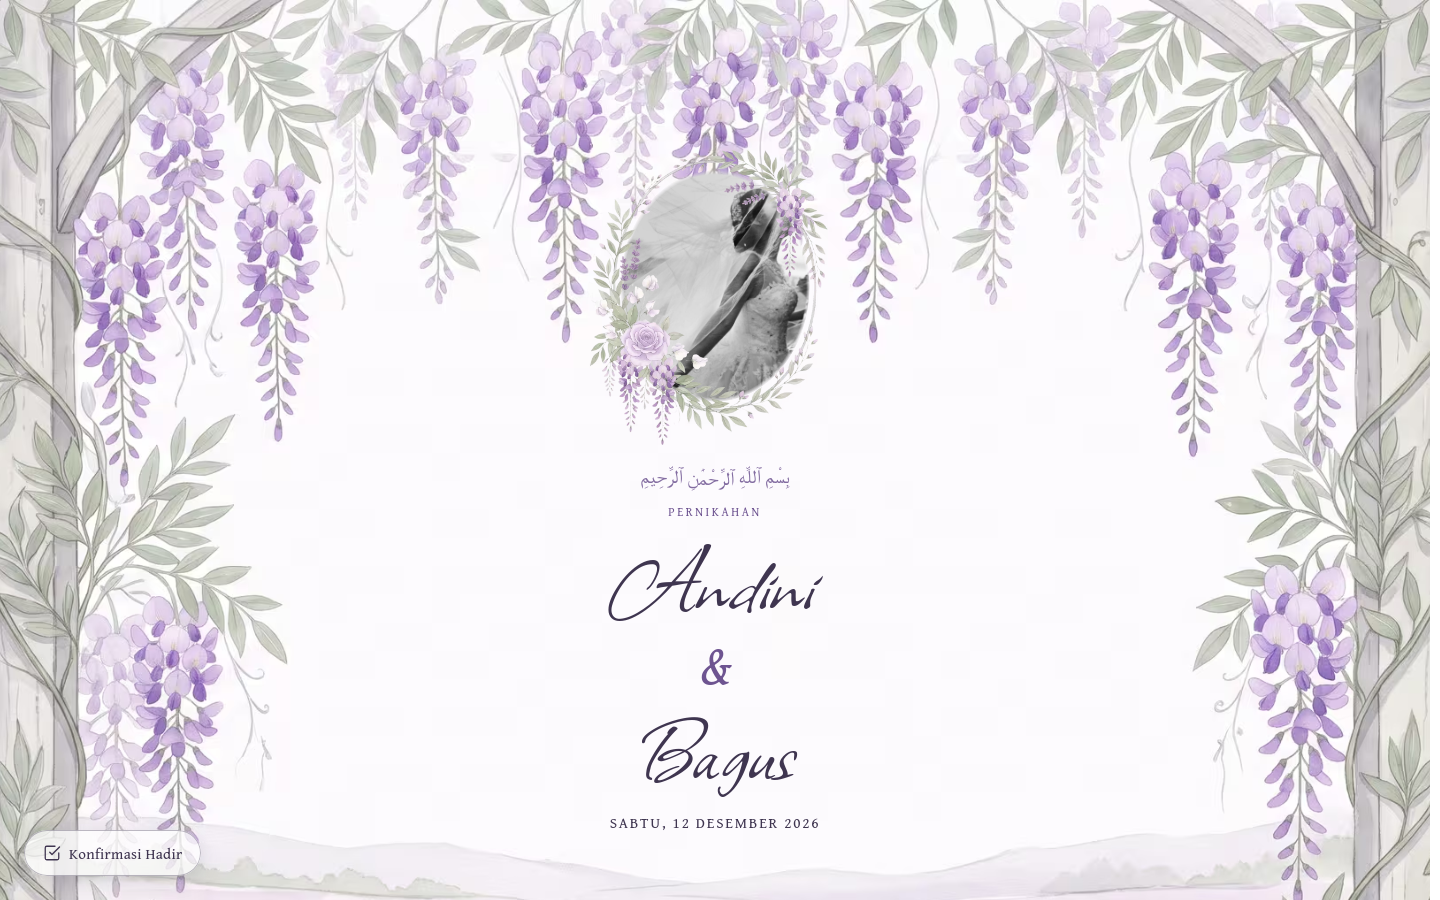 بِسْمِ ٱللَّٰهِ ٱلرَّحْمَٰنِ ٱلرَّحِيمِ
PERNIKAHAN
Andini
&
Bagus
SABTU, 12 DESEMBER 2026
Konfirmasi Hadir